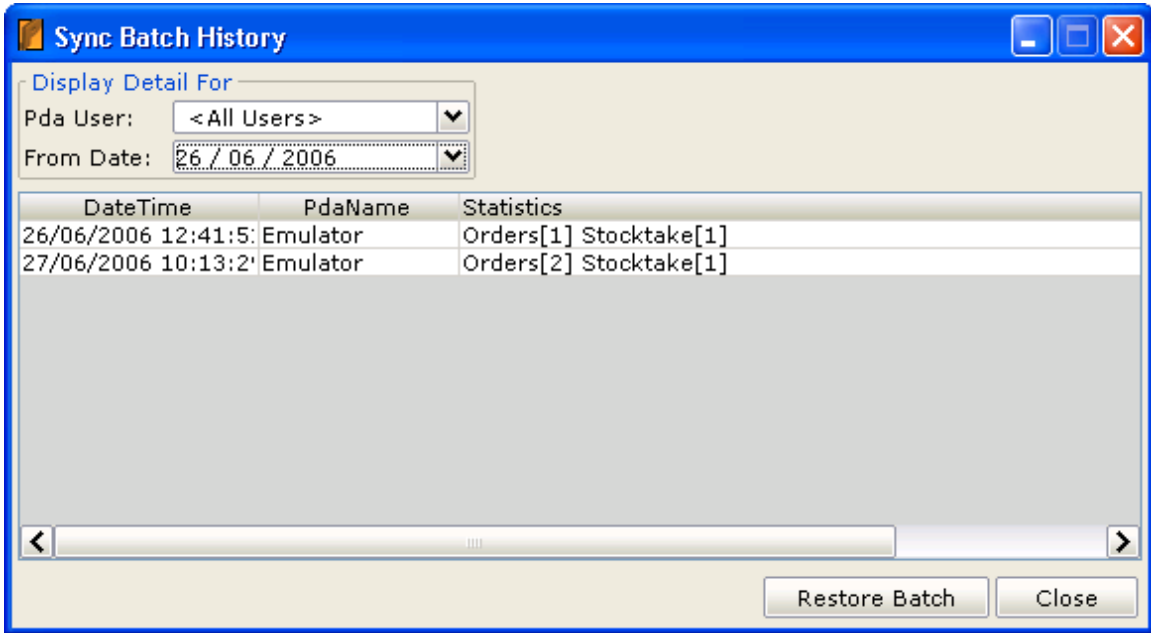 Sync Batch History
Display Detail For
Pda User: <All Users>
From Date: 26 / 06 / 2006
DateTime PdaName Statistics
26/06/2006 12:41:5 Emulator Orders[1] Stocktake[1]
27/06/2006 10:13:2 Emulator Orders[2] Stocktake[1]
Restore Batch Close